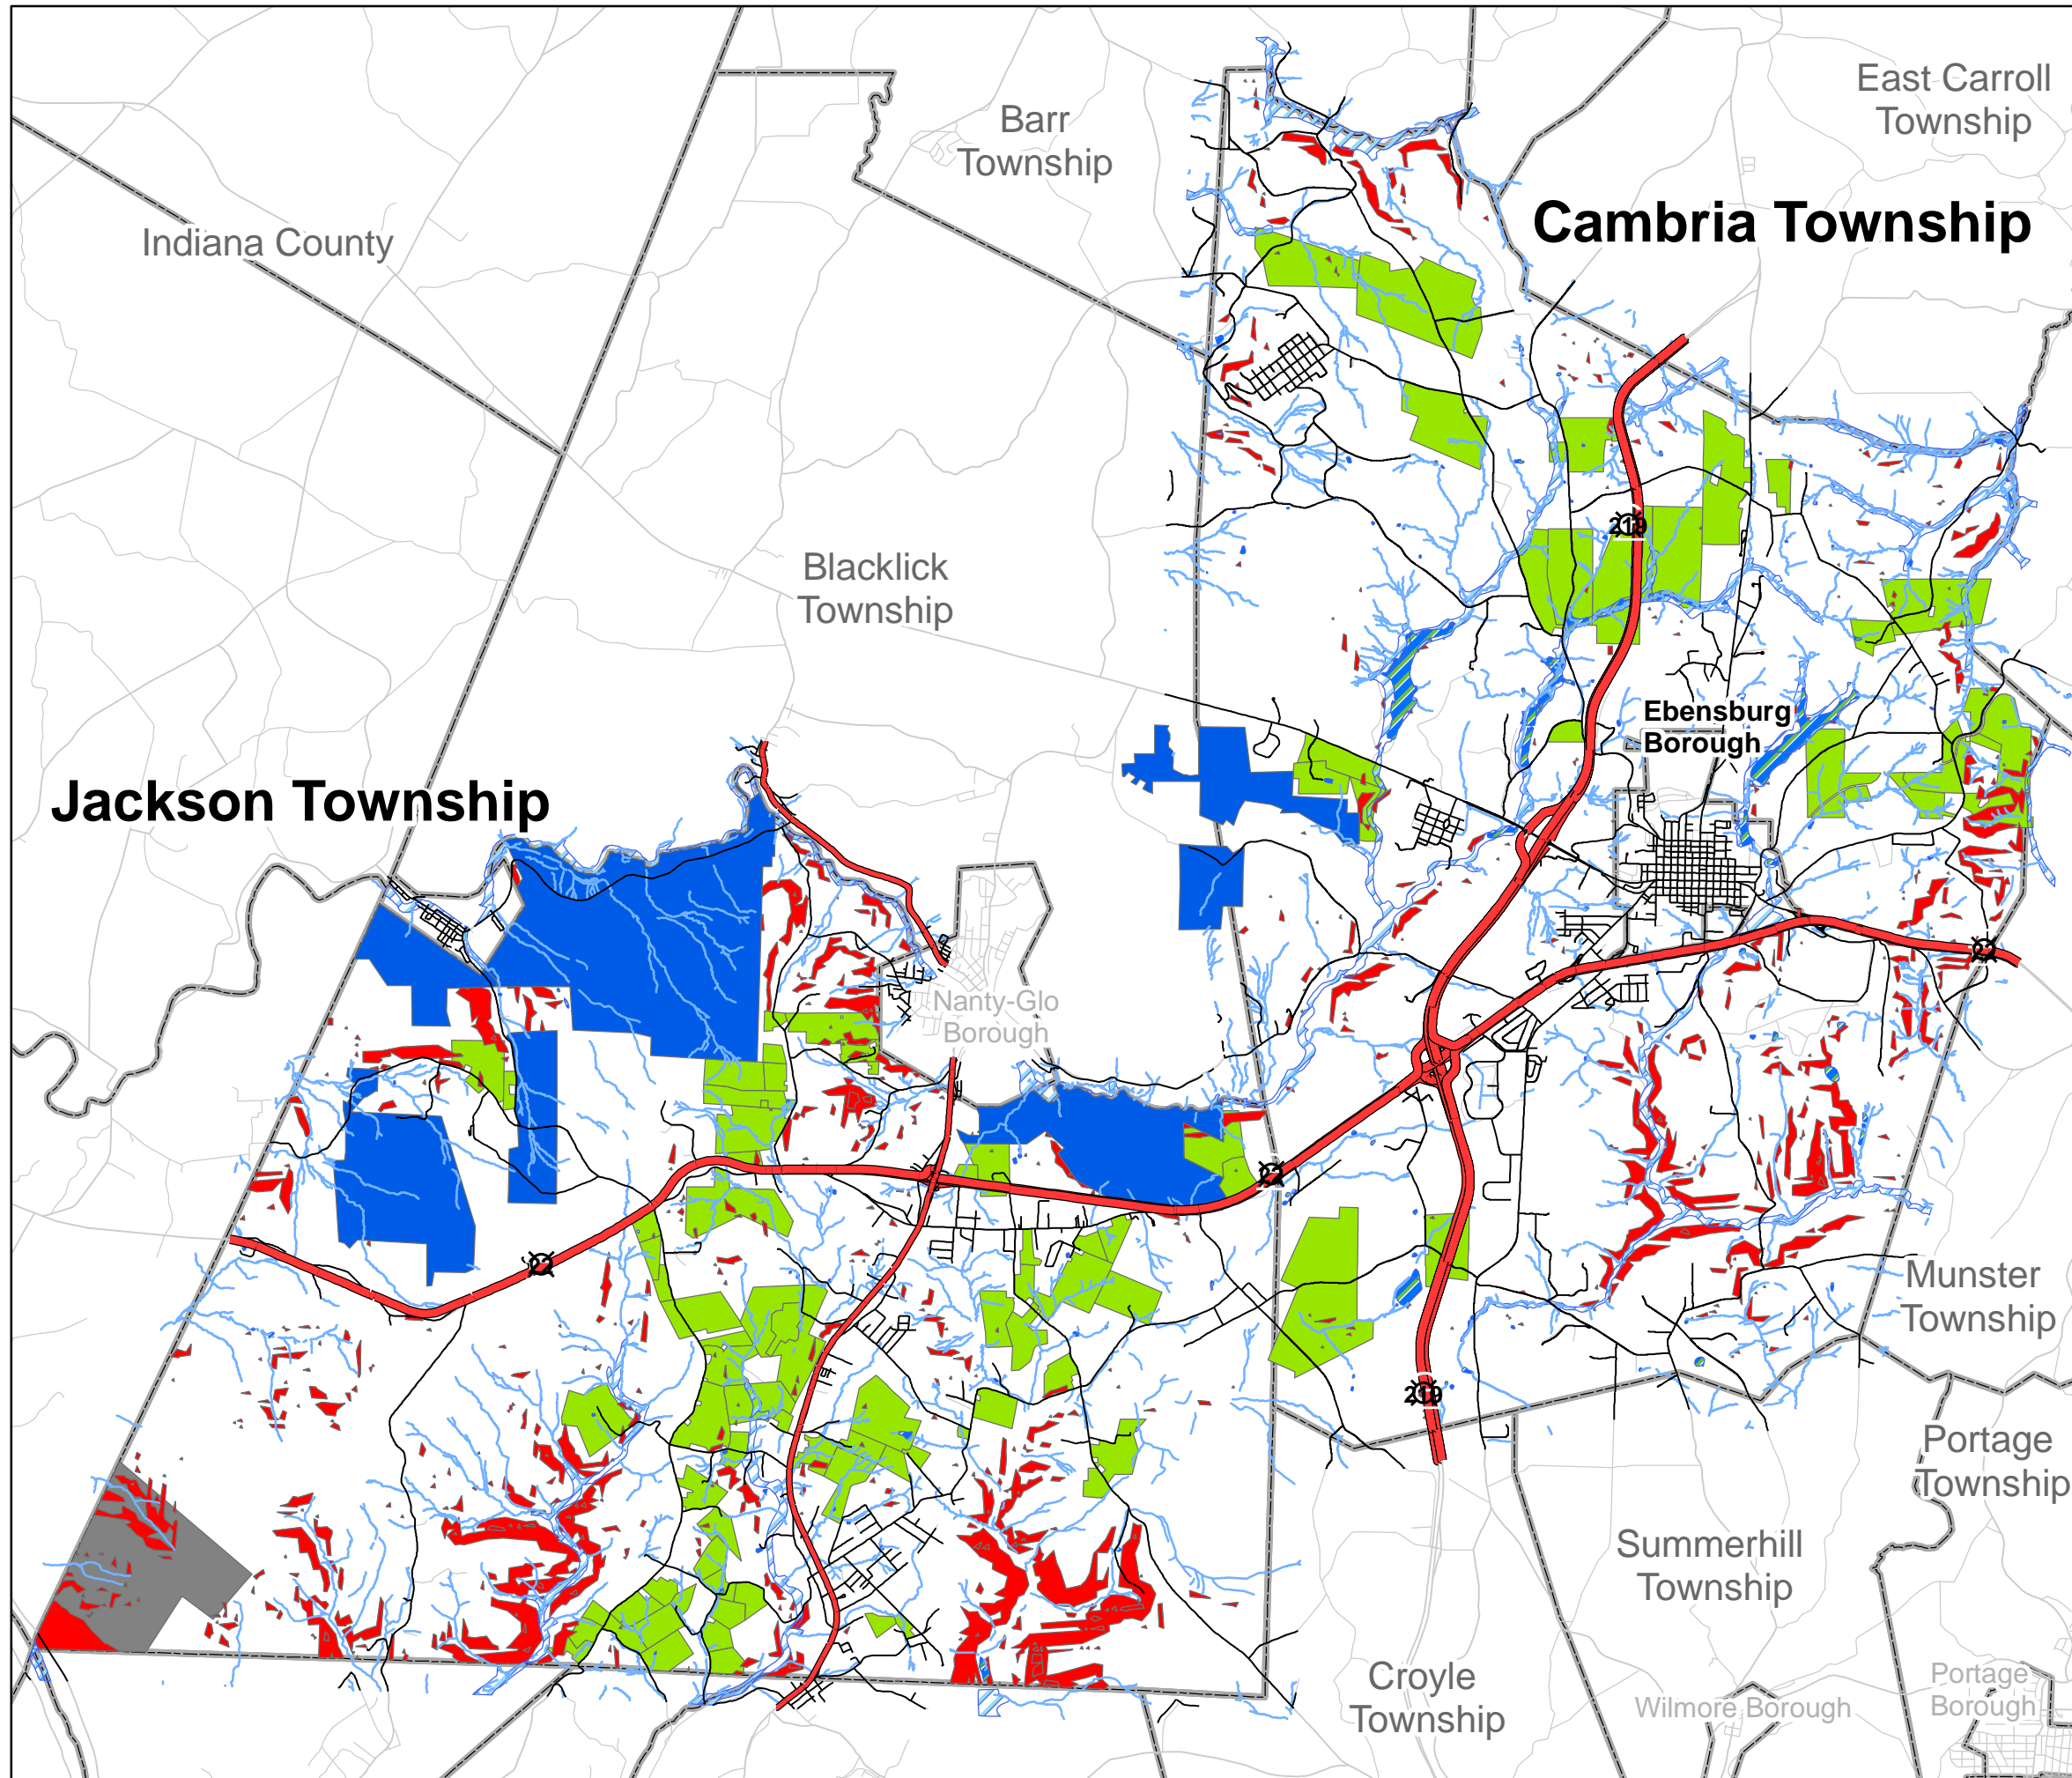 East Carroll
Township
Barr
Township
Cambria Township
Indiana County
219
Blacklick
Township
Ebensburg
Borough
Jackson Township
22
Nanty-Glo
Borough
22
22
Munster
Township
219
Portage
Township
Summerhill
Township
Croyle
Township
Portage
Borough
Wilmore Borough